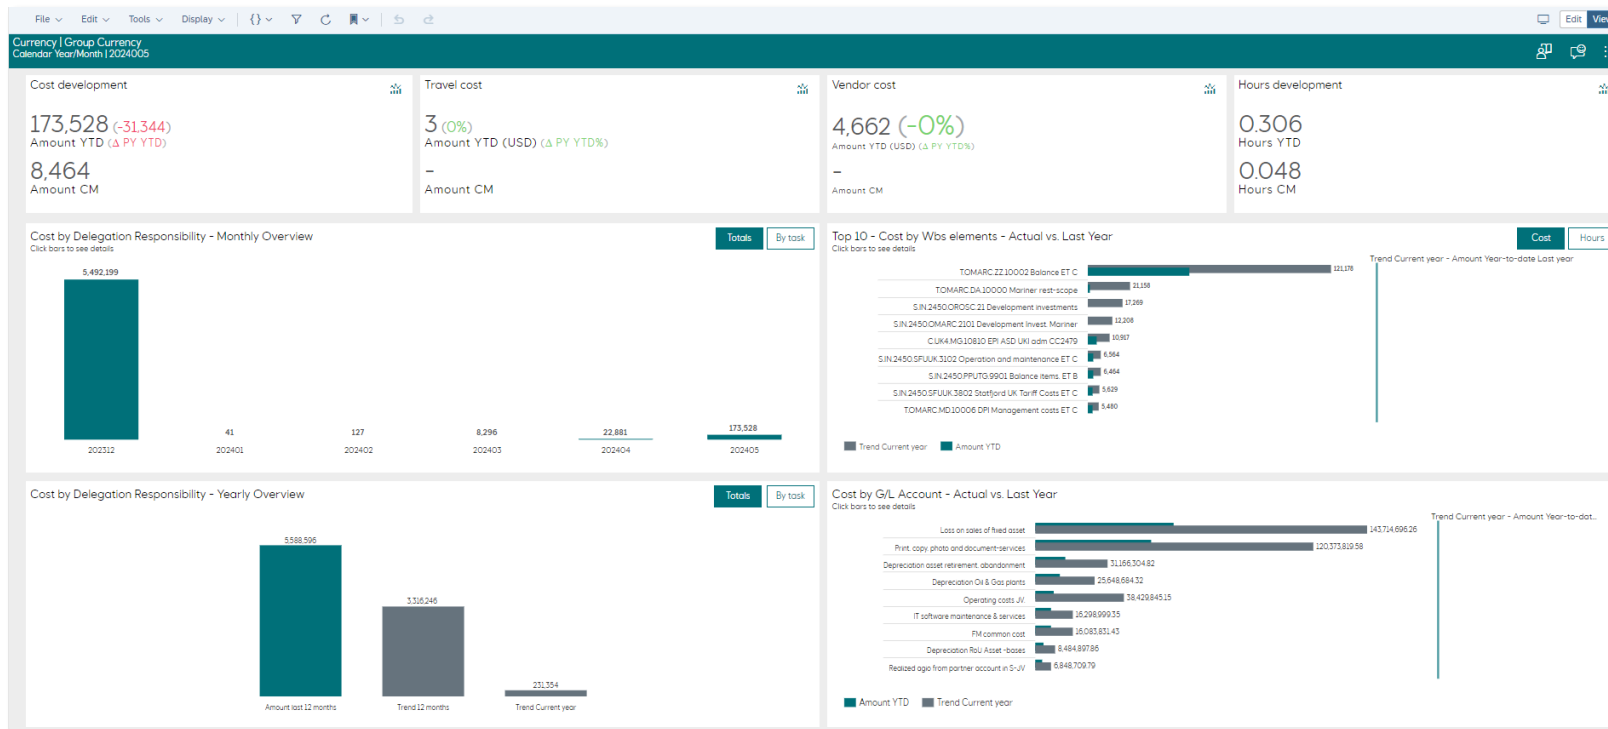 File Edit Tools Display {} Edit View
Currency | Group Currency
Calendar Year/Month | 2024005
Cost development
173,528 (-31,344)
Amount YTD (Δ PY YTD)
8,464
Amount CM
Travel cost
3 (0%)
Amount YTD (USD) (Δ PY YTD%)
–
Amount CM
Vendor cost
4,662 (-0%)
Amount YTD (USD) (Δ PY YTD%)
–
Amount CM
Hours development
0.306
Hours YTD
0.048
Hours CM
Cost by Delegation Responsibility - Monthly Overview
Click bars to see details
Totals By task
5,492,199 41 127 8,296 22,881 173,528
202312 202401 202402 202403 202404 202405
Top 10 - Cost by Wbs elements - Actual vs. Last Year
Click bars to see details
Cost Hours
Trend Current year - Amount Year-to-date Last year
T.OMARC.ZZ.10002 Balance ET C 121,178
T.OMARC.DA.10000 Mariner rest-scope 21,158
S.IN.2450.OROSC.21 Development investments 17,269
S.IN.2450.OMARC.2101 Development Invest. Mariner 12,208
C.UK4.MG.10810 EPI ASD UKI adm CC2479 10,917
S.IN.2450.SFUUK.3102 Operation and maintenance ET C 6,564
S.IN.2450.PPUTG.9901 Balance items. ET B 6,464
S.IN.2450.SFUUK.3802 Statfjord UK Tariff Costs ET C 5,629
T.OMARC.MD.10006 DPI Management costs ET C 5,480
Trend Current year Amount YTD
Cost by Delegation Responsibility - Yearly Overview
Totals By task
5,588,596
3,316,246
231,354
Amount last 12 months Trend 12 months Trend Current year
Cost by G/L Account - Actual vs. Last Year
Click bars to see details
Trend Current year - Amount Year-to-dat...
Loss on sales of fixed asset 143,714,696.26
Print. copy. photo and document-services 120,373,819.58
Depreciation asset retirement. abandonment 31,166,304.82
Depreciation Oil & Gas plants 25,648,684.32
Operating costs JV. 38,429,845.15
IT software maintenance & services 16,298,999.35
FM common cost 16,083,831.43
Depreciation RoU Asset -bases 8,484,897.86
Realized agio from partner account in S-JV 6,848,709.79
Amount YTD Trend Current year